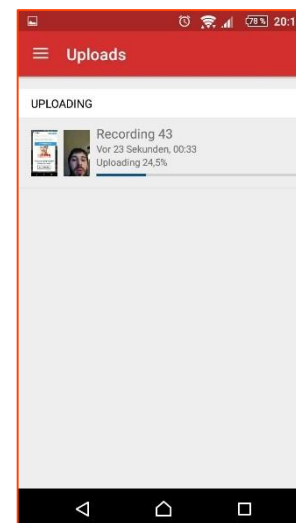 78% 20:1
Uploads
UPLOADING
Recording 43
Vor 23 Sekunden, 00:33
Uploading 24,5%